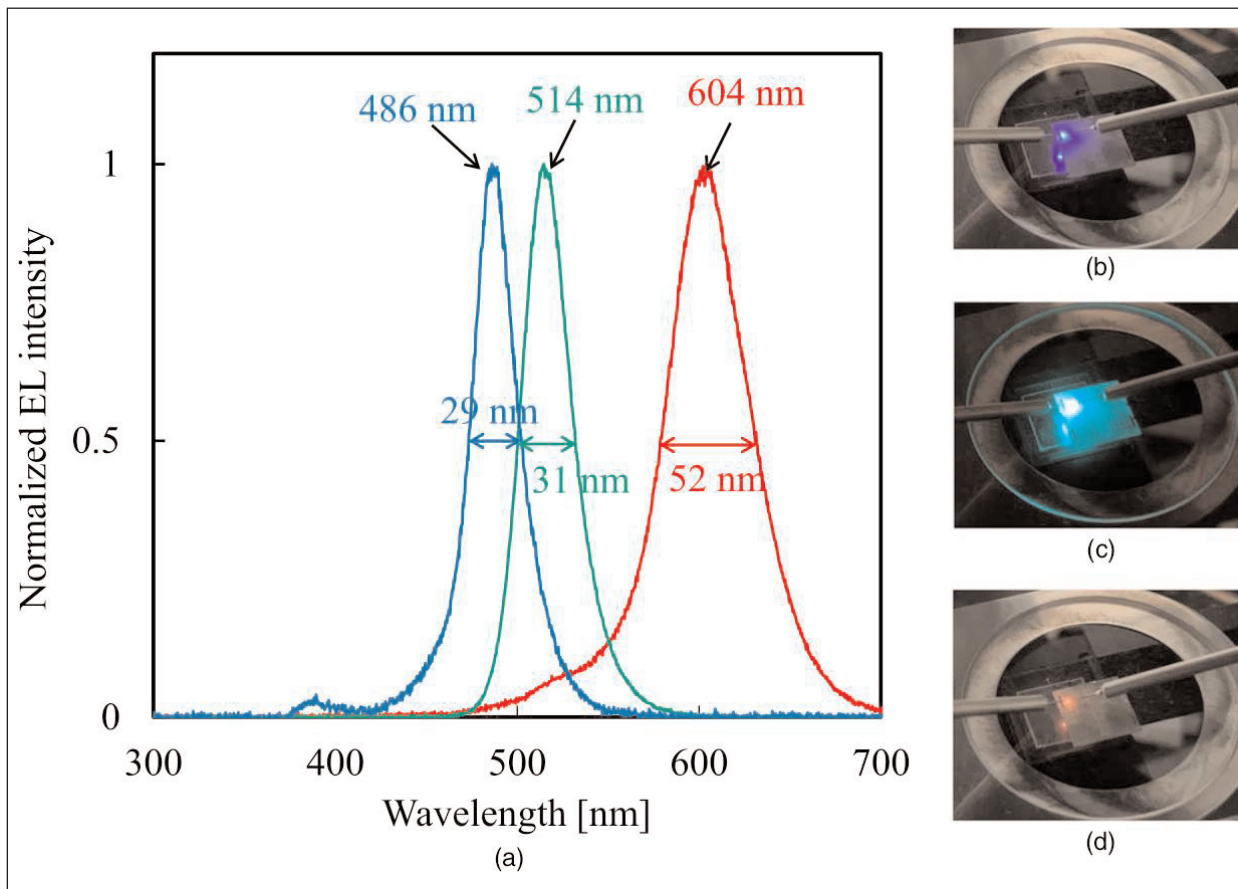 486 nm
514 nm
604 nm
1
29 nm
0.5
31 nm
52 nm
0
300
400
500
600
700
Normalized EL intensity
Wavelength [nm]
(a)
(b)
(c)
(d)